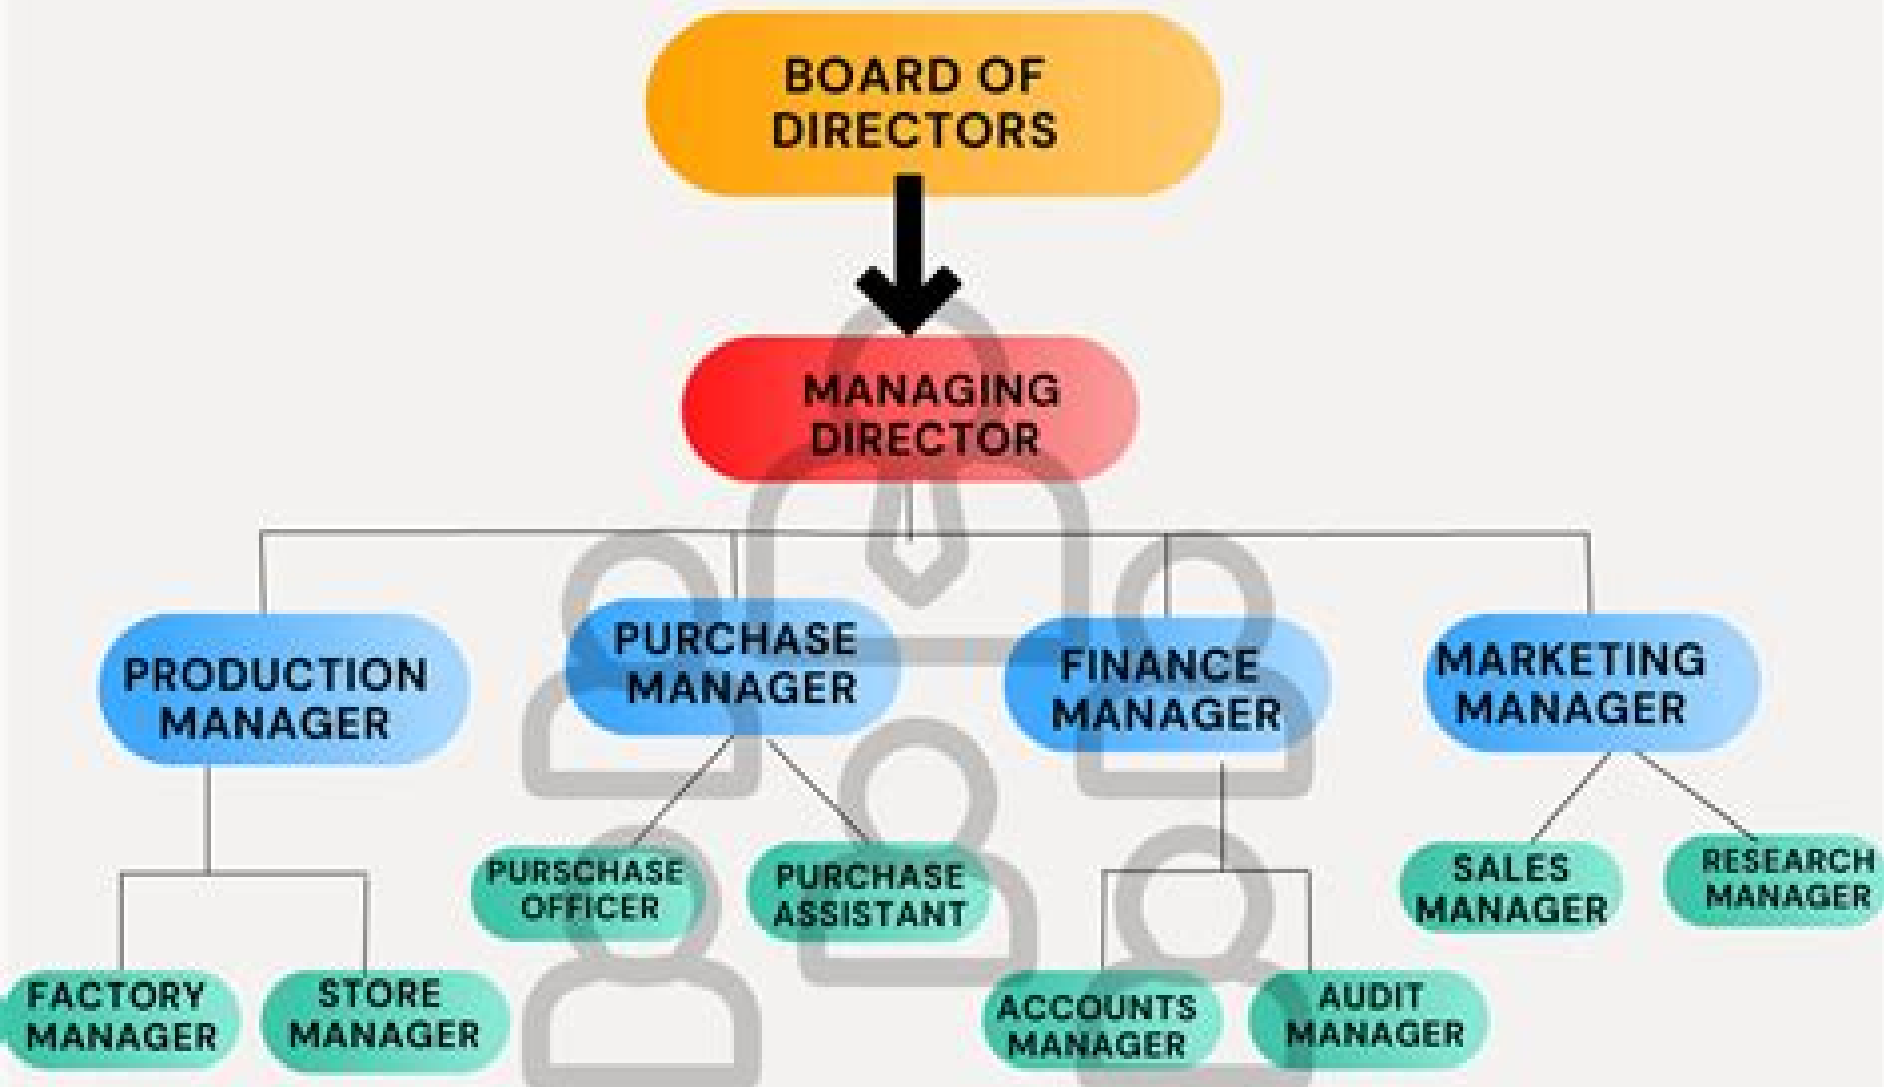 BOARD OF
DIRECTORS
MANAGING
DIRECTOR
PRODUCTION
MANAGER
PURCHASE
MANAGER
FINANCE
MANAGER
MARKETING
MANAGER
PURSCHASE
OFFICER
PURCHASE
ASSISTANT
SALES
MANAGER
RESEARCH
MANAGER
FACTORY
MANAGER
STORE
MANAGER
ACCOUNTS
MANAGER
AUDIT
MANAGER